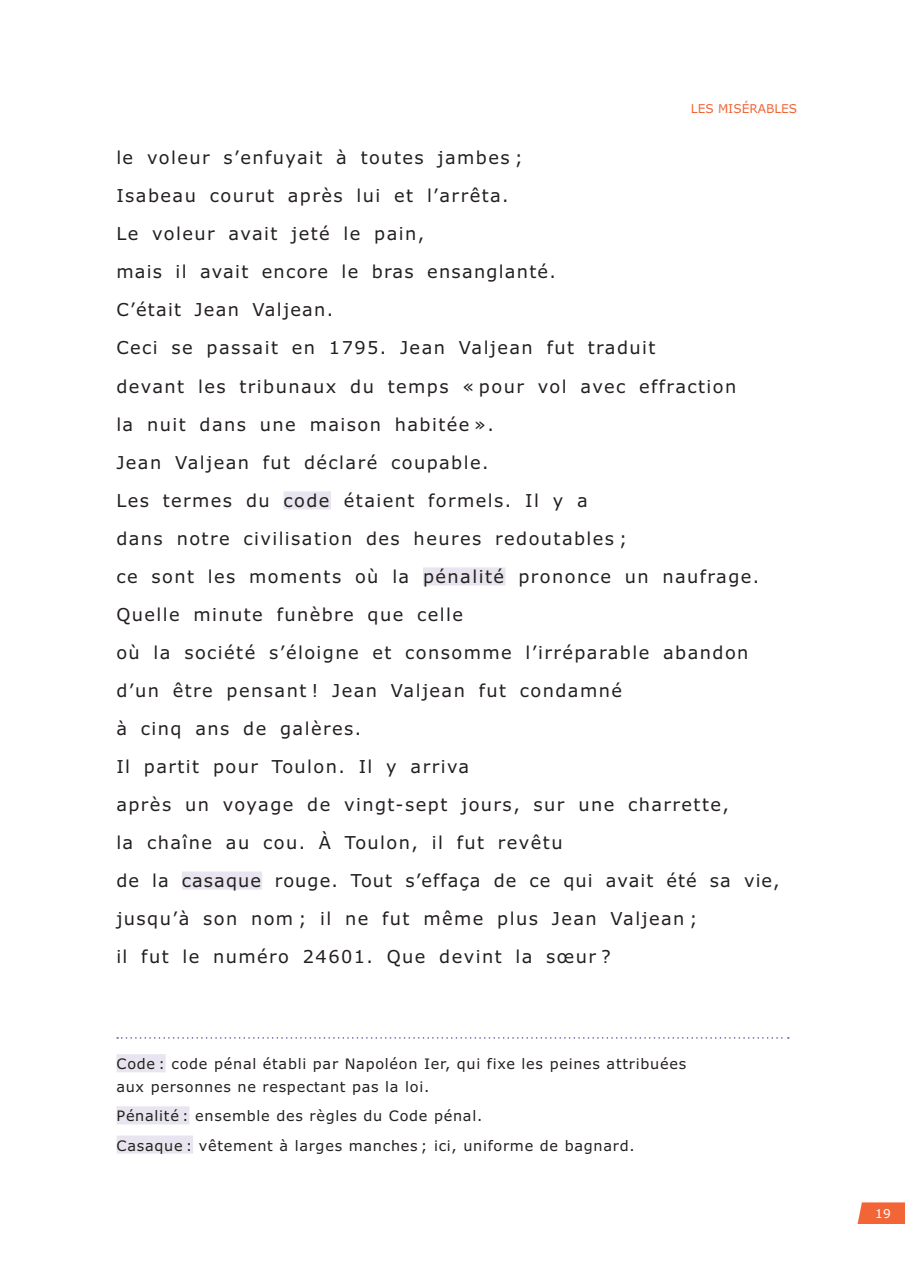 LES MISÉRABLES
le voleur s’enfuyait à toutes jambes ;
Isabeau courut après lui et l’arrêta.
Le voleur avait jeté le pain,
mais il avait encore le bras ensanglanté.
C’était Jean Valjean.
Ceci se passait en 1795. Jean Valjean fut traduit
devant les tribunaux du temps « pour vol avec effraction
la nuit dans une maison habitée ».
Jean Valjean fut déclaré coupable.
Les termes du code étaient formels. Il y a
dans notre civilisation des heures redoutables ;
ce sont les moments où la pénalité prononce un naufrage.
Quelle minute funèbre que celle
où la société s’éloigne et consomme l’irréparable abandon
d’un être pensant ! Jean Valjean fut condamné
à cinq ans de galères.
Il partit pour Toulon. Il y arriva
après un voyage de vingt-sept jours, sur une charrette,
la chaîne au cou. À Toulon, il fut revêtu
de la casaque rouge. Tout s’effaça de ce qui avait été sa vie,
jusqu’à son nom ; il ne fut même plus Jean Valjean ;
il fut le numéro 24601. Que devint la sœur ?
Code : code pénal établi par Napoléon Ier, qui fixe les peines attribuées
aux personnes ne respectant pas la loi.
Pénalité : ensemble des règles du Code pénal.
Casaque : vêtement à larges manches ; ici, uniforme de bagnard.
19